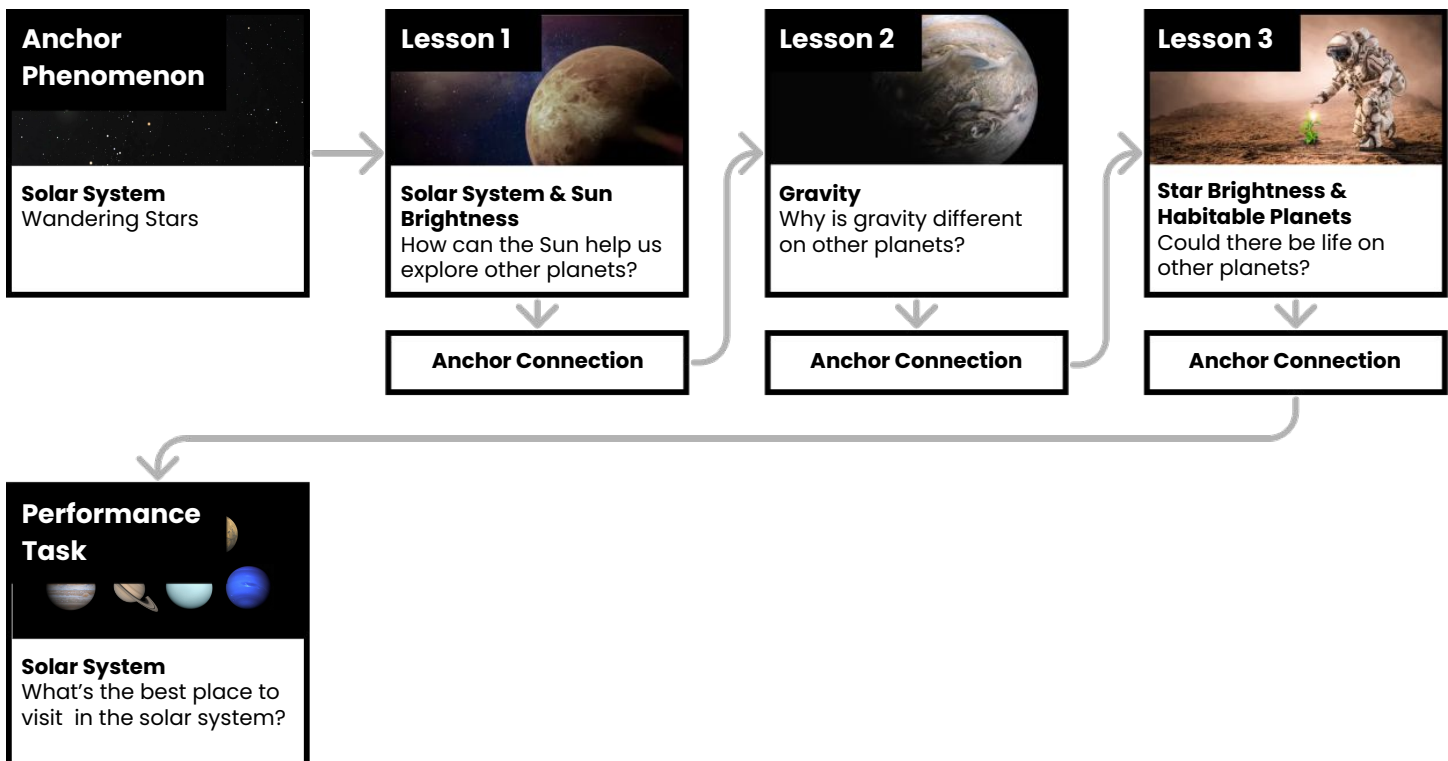 Anchor
Phenomenon
Solar System
Wandering Stars
Lesson 1
Solar System & Sun
Brightness
How can the Sun help us
explore other planets?
Anchor Connection
Lesson 2
Gravity
Why is gravity different
on other planets?
Anchor Connection
Lesson 3
Star Brightness &
Habitable Planets
Could there be life on
other planets?
Anchor Connection
Performance
Task
Solar System
What's the best place to
visit  in the solar system?